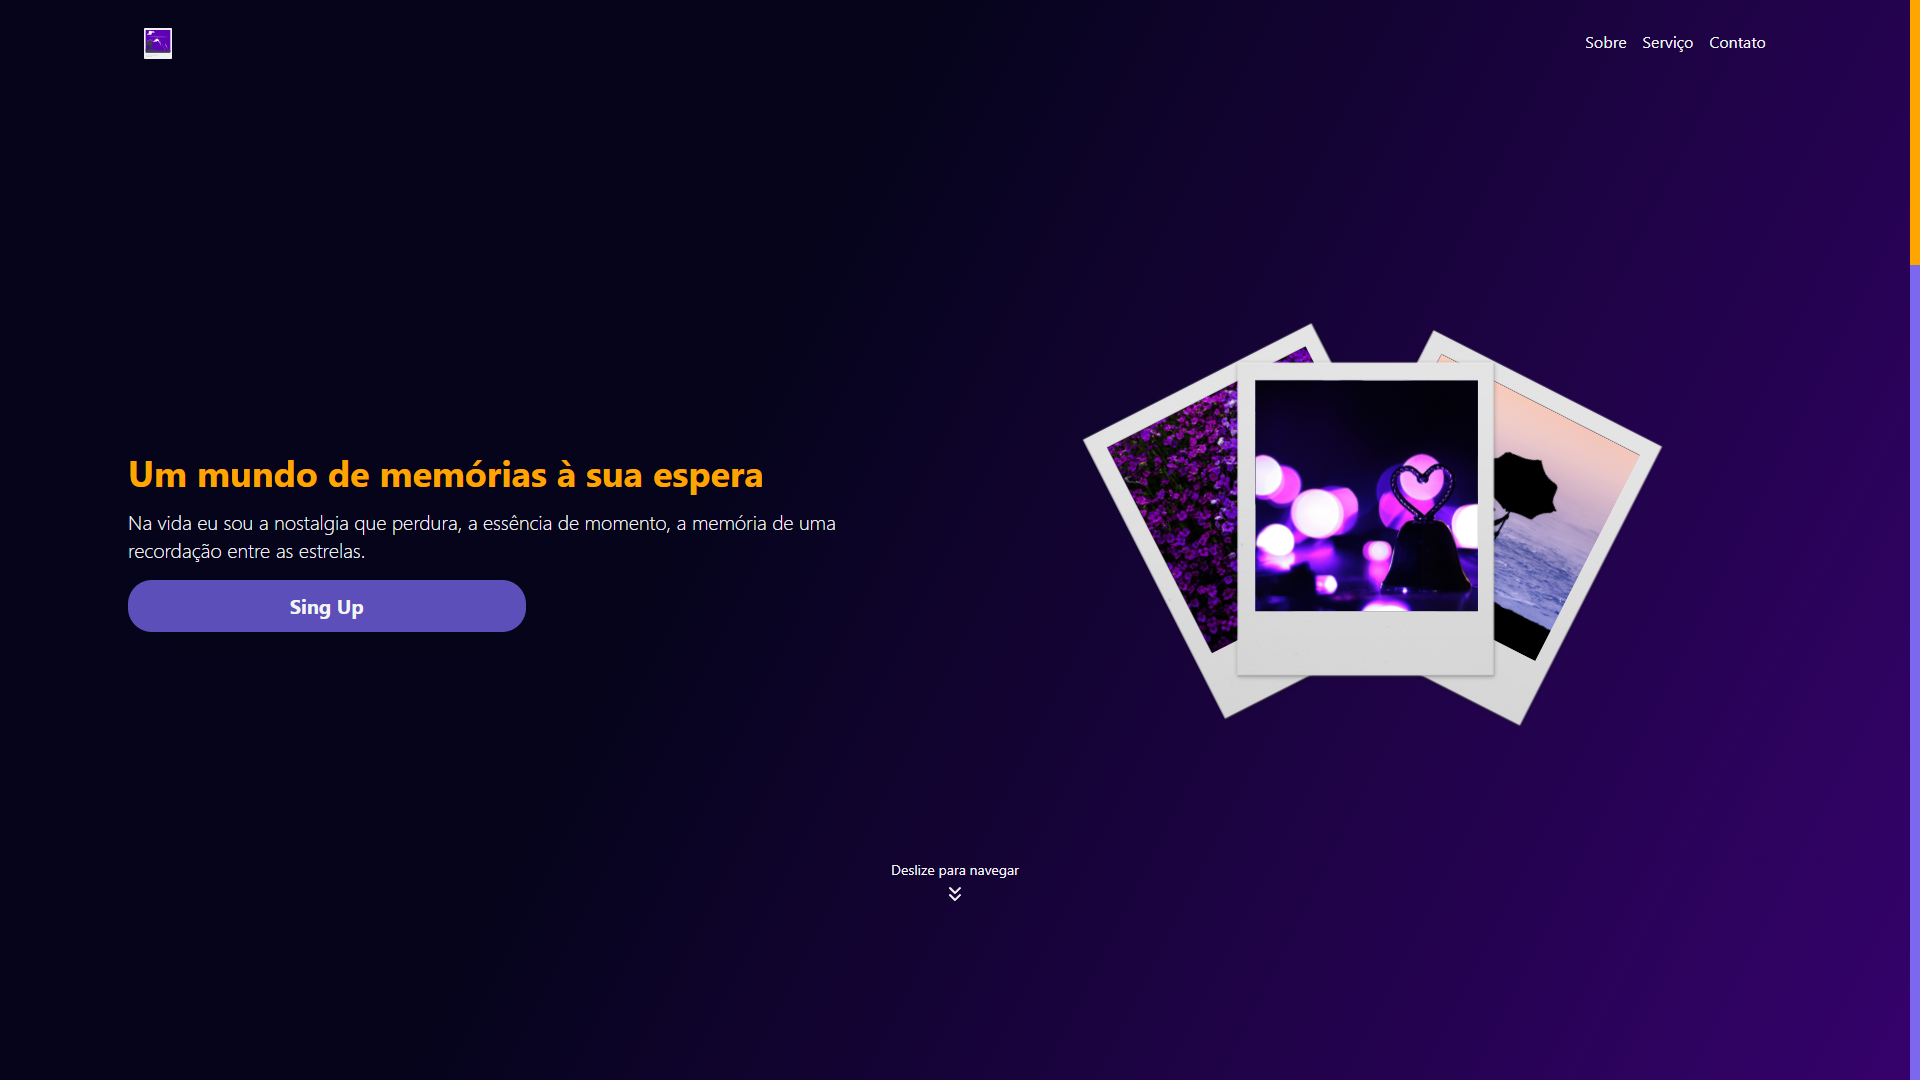 Sobre Serviço Contato
Um mundo de memórias à sua espera
Na vida eu sou a nostalgia que perdura, a essência de momento, a memória de uma
recordação entre as estrelas.
Sing Up
Deslize para navegar